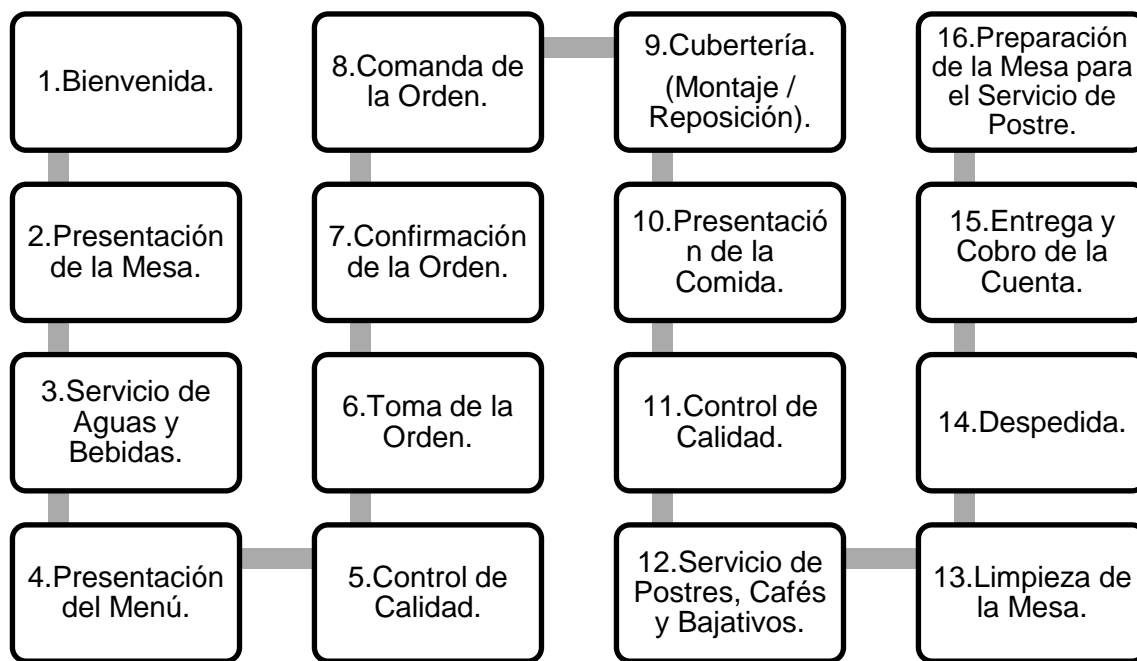 1.Bienvenida.
2.Presentación
de la Mesa.
3.Servicio de
Aguas y
Bebidas.
4.Presentación
del Menú.
5.Control de
Calidad.
6.Toma de la
Orden.
7.Confirmación
de la Orden.
8.Comanda de
la Orden.
9.Cubertería.
(Montaje /
Reposición).
10.Presentació
n de la
Comida.
11.Control de
Calidad.
12.Servicio de
Postres, Cafés
y Bajativos.
13.Limpieza de
la Mesa.
14.Despedida.
15.Entrega y
Cobro de la
Cuenta.
16.Preparación
de la Mesa para
el Servicio de
Postre.